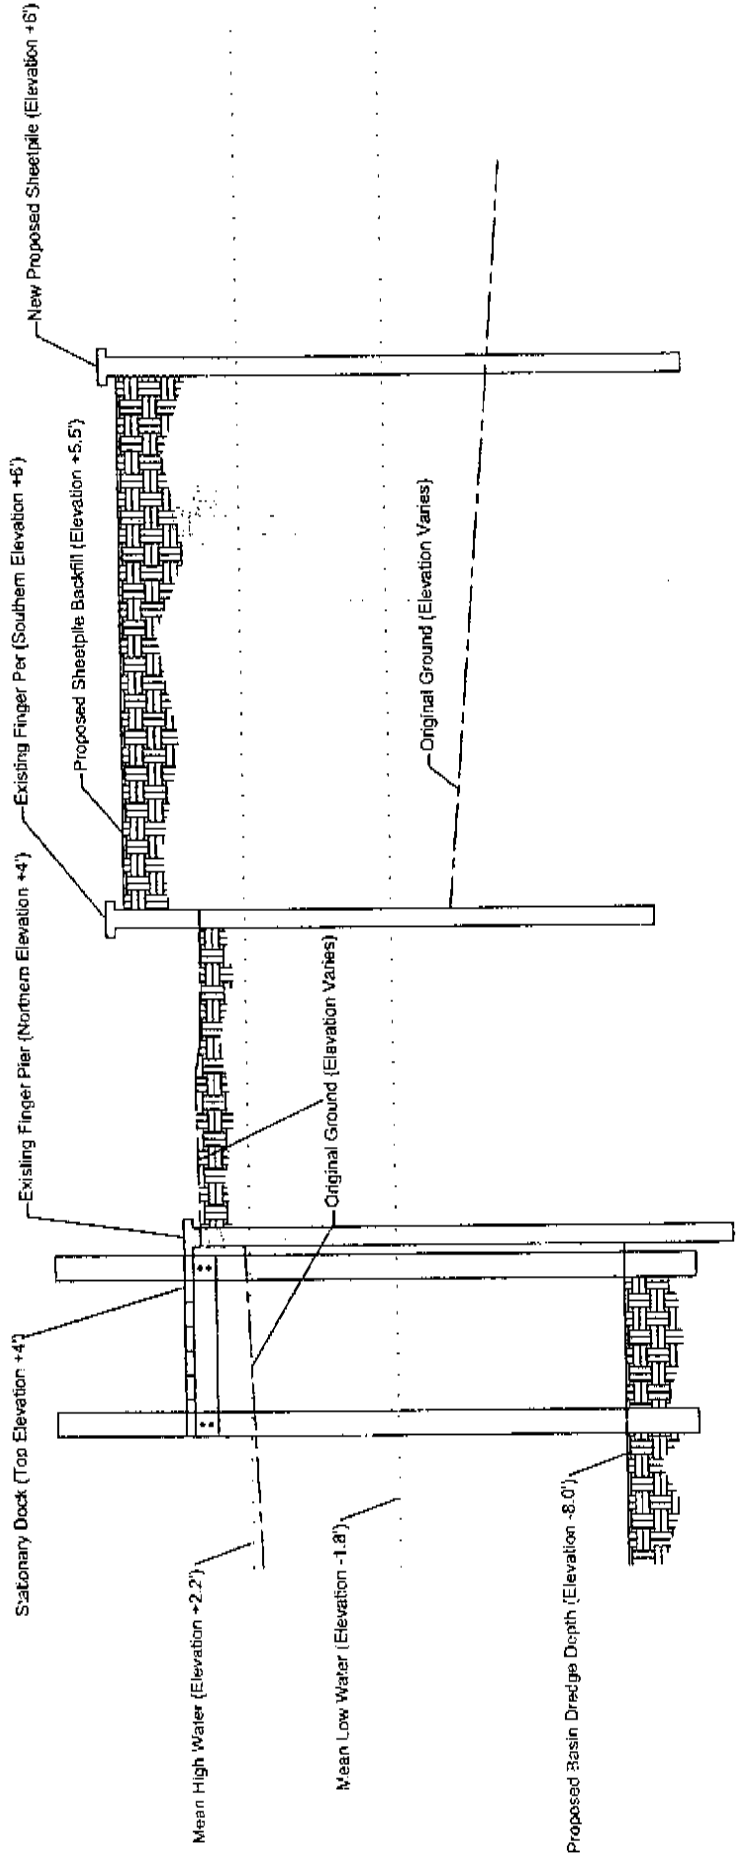 New Proposed Sheetpile (Elevation +6')
Existing Finger Per (Southern Elevation +6')
Proposed Sheetpile Backfill (Elevation +5.5')
Original Ground (Elevation Varies)
Existing Finger Pier (Northern Elevation +4')
Original Ground (Elevation Varies)
Stationary Dock (Top Elevation +4')
Mean High Water (Elevation +2.2')
Mean Low Water (Elevation -1.8')
Proposed Basin Dredge Depth (Elevation -8.0')